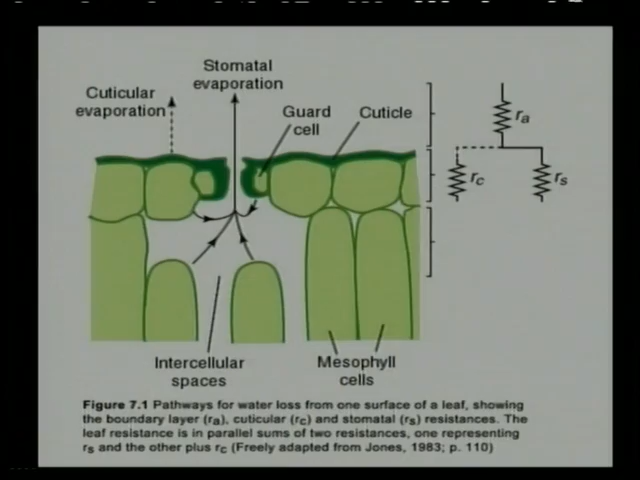 Stomatal
evaporation
Cuticular
evaporation
Guard
cell
Cuticle
ra
rc
rs
Intercellular
spaces
Mesophyll
cells
Figure 7.1 Pathways for water loss from one surface of a leaf, showing
the boundary layer (ra), cuticular (rc) and stomatal (rs) resistances. The
leaf resistance is in parallel sums of two resistances, one representing
rs and the other plus rc (Freely adapted from Jones, 1983; p. 110)